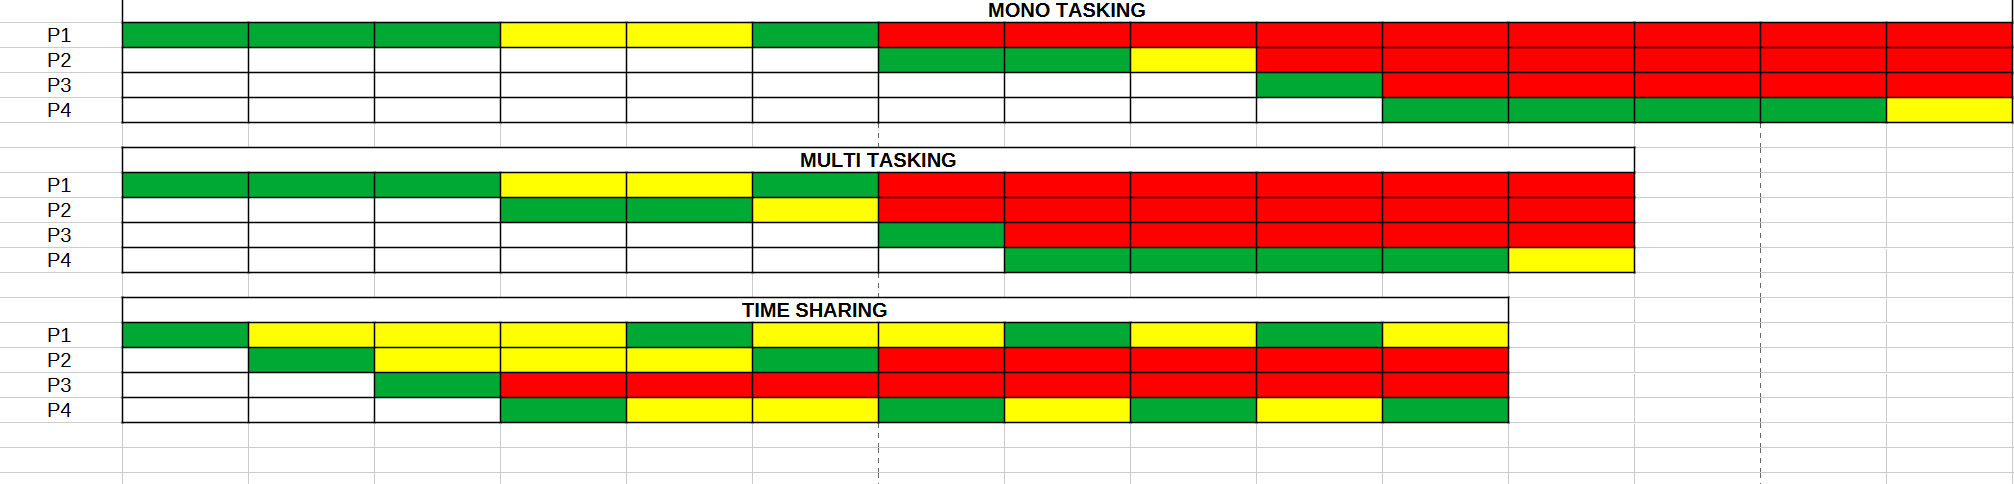 MONO TASKING
P1
P2
P3
P4
MULTI TASKING
P1
P2
P3
P4
TIME SHARING
P1
P2
P3
P4